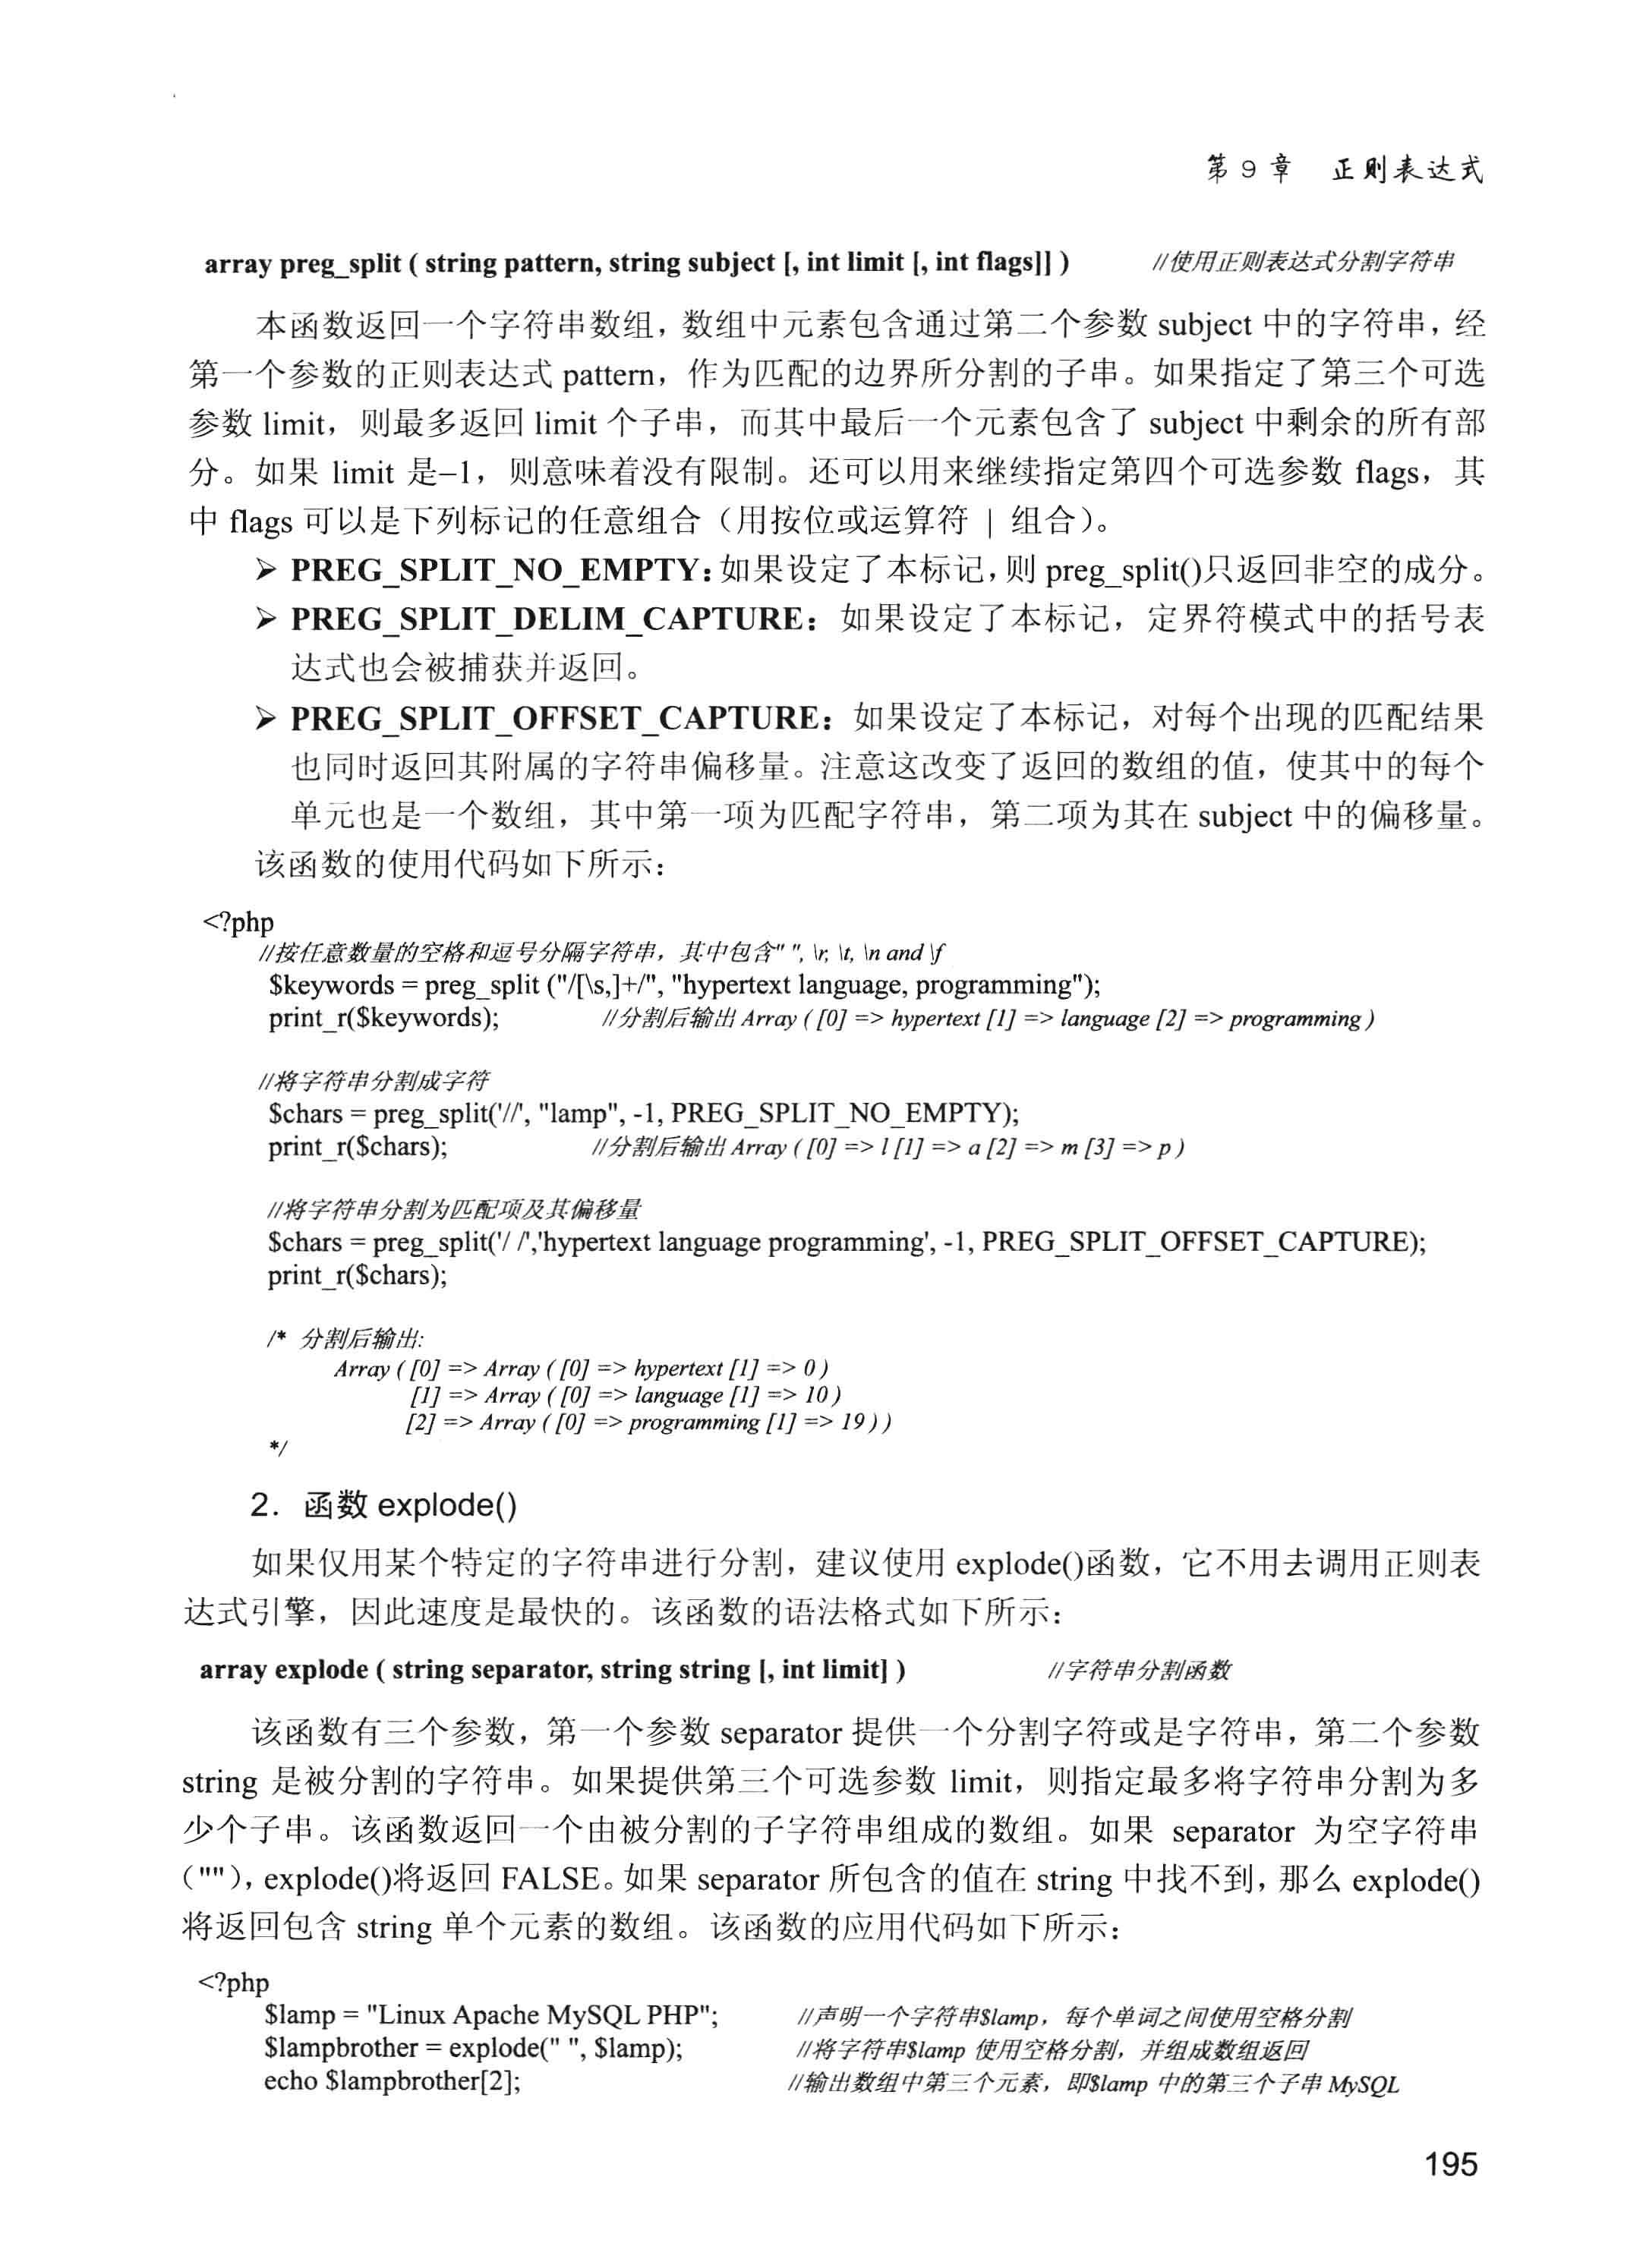 第 9 章 正则表达式
array preg_split ( string pattern, string subject [, int limit [, int flags]] ) //使用正则表达式分割字符串
本函数返回一个字符串数组，数组中元素包含通过第二个参数 subject 中的字符串，经
第一个参数的正则表达式 pattern，作为匹配的边界所分割的子串。如果指定了第三个可选
参数 limit，则最多返回 limit 个子串，而其中最后一个元素包含了 subject 中剩余的所有部
分。如果 limit 是–1，则意味着没有限制。还可以用来继续指定第四个可选参数 flags，其
中 flags 可以是下列标记的任意组合（用按位或运算符 | 组合）。
➢ PREG_SPLIT_NO_EMPTY：如果设定了本标记，则 preg_split()只返回非空的成分。
➢ PREG_SPLIT_DELIM_CAPTURE：如果设定了本标记，定界符模式中的括号表
达式也会被捕获并返回。
➢ PREG_SPLIT_OFFSET_CAPTURE：如果设定了本标记，对每个出现的匹配结果
也同时返回其附属的字符串偏移量。注意这改变了返回的数组的值，使其中的每个
单元也是一个数组，其中第一项为匹配字符串，第二项为其在 subject 中的偏移量。
该函数的使用代码如下所示：
<?php
//按任意数量的空格和逗号分隔字符串，其中包含" ", \r, \t, \n and \f
$keywords = preg_split ("/[\s,]+/", "hypertext language, programming");
print_r($keywords); //分割后输出 Array ( [0] => hypertext [1] => language [2] => programming )
//将字符串分割成字符
$chars = preg_split('//', "lamp", -1, PREG_SPLIT_NO_EMPTY);
print_r($chars); //分割后输出 Array ( [0] => l [1] => a [2] => m [3] => p )
//将字符串分割为匹配项及其偏移量
$chars = preg_split('/ /','hypertext language programming', -1, PREG_SPLIT_OFFSET_CAPTURE);
print_r($chars);
/* 分割后输出:
Array ( [0] => Array ( [0] => hypertext [1] => 0 )
[1] => Array ( [0] => language [1] => 10 )
[2] => Array ( [0] => programming [1] => 19 ) )
*/
2．函数 explode()
如果仅用某个特定的字符串进行分割，建议使用 explode()函数，它不用去调用正则表
达式引擎，因此速度是最快的。该函数的语法格式如下所示：
array explode ( string separator, string string [, int limit] ) //字符串分割函数
该函数有三个参数，第一个参数 separator 提供一个分割字符或是字符串，第二个参数
string 是被分割的字符串。如果提供第三个可选参数 limit，则指定最多将字符串分割为多
少个子串。该函数返回一个由被分割的子字符串组成的数组。如果 separator 为空字符串
（""），explode()将返回 FALSE。如果 separator 所包含的值在 string 中找不到，那么 explode()
将返回包含 string 单个元素的数组。该函数的应用代码如下所示：
<?php
$lamp = "Linux Apache MySQL PHP"; //声明一个字符串$lamp，每个单词之间使用空格分割
$lampbrother = explode(" ", $lamp); //将字符串$lamp 使用空格分割，并组成数组返回
echo $lampbrother[2]; //输出数组中第三个元素，即$lamp 中的第三个子串 MySQL
195